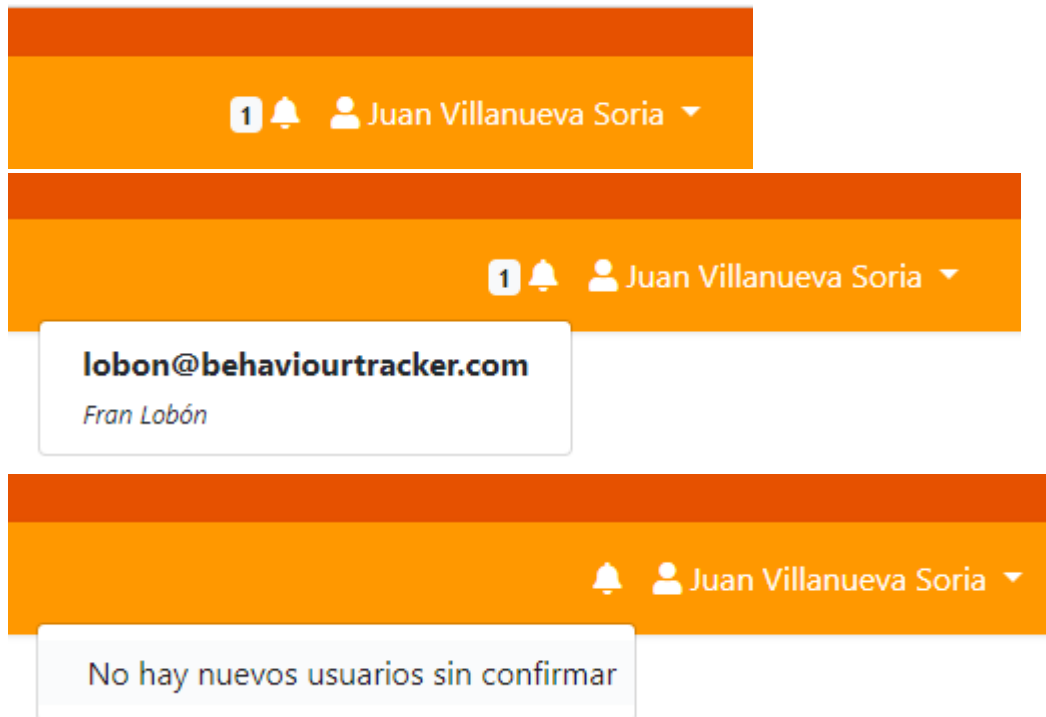 1 Juan Villanueva Soria
1 Juan Villanueva Soria
lobon@behaviourtracker.com
Fran Lobón
Juan Villanueva Soria
No hay nuevos usuarios sin confirmar